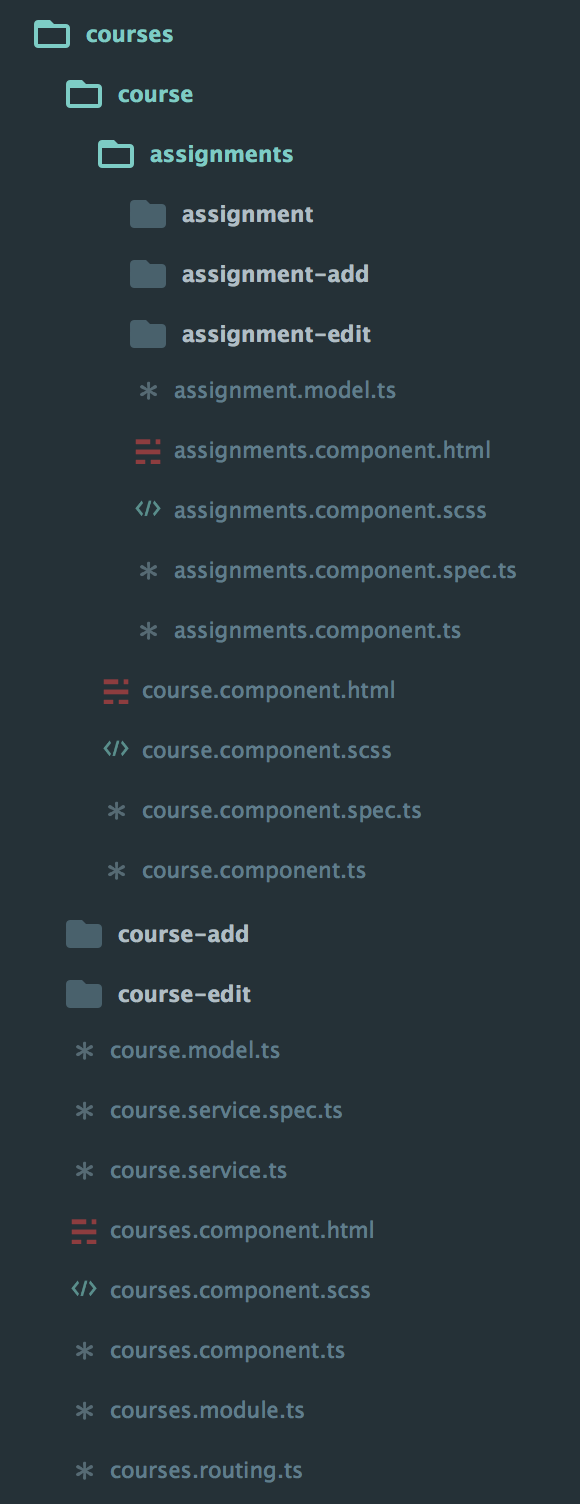 courses
course
assignments
assignment
assignment-add
assignment-edit
assignment.model.ts
assignments.component.html
assignments.component.scss
assignments.component.spec.ts
assignments.component.ts
course.component.html
course.component.scss
course.component.spec.ts
course.component.ts
course-add
course-edit
course.model.ts
course.service.spec.ts
course.service.ts
courses.component.html
courses.component.scss
courses.component.ts
courses.module.ts
courses.routing.ts